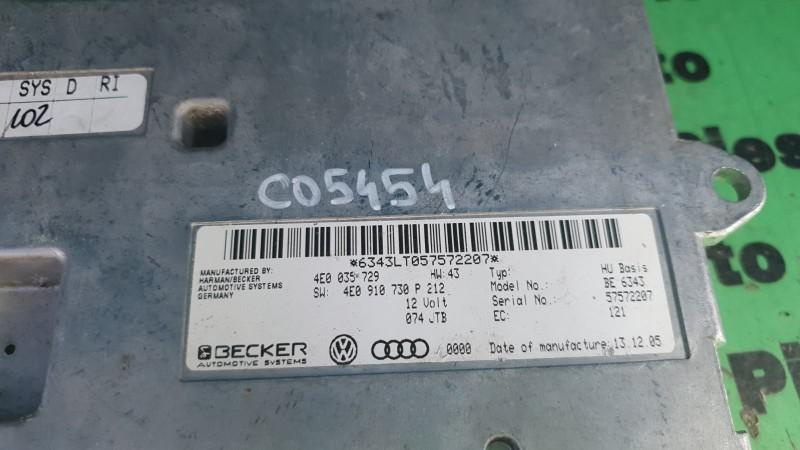 SYS D RI
102
C05454
*6343LT057572207*
MANUFACTURED BY:
HARMAN/BECKER
AUTOMOTIVE SYSTEMS
GERMANY
4E0 035 729 HW: 43
SW: 4E0 910 730 P 212
12 Volt
074 JTB
Typ: HU Basis
Model No.: BE 6343
Serial No.: 57572207
EC: 121
BECKER
AUTOMOTIVE SYSTEMS
0000 Date of manufacture: 13.12.05